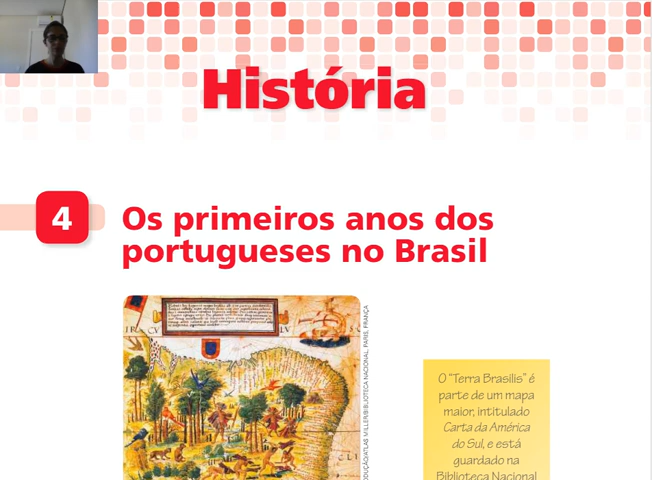 História
4
Os primeiros anos dos
portugueses no Brasil
O "Terra Brasilis" é
parte de um mapa
maior, intitulado
Carta da América
do Sul, e está
guardado na
Biblioteca Nacional